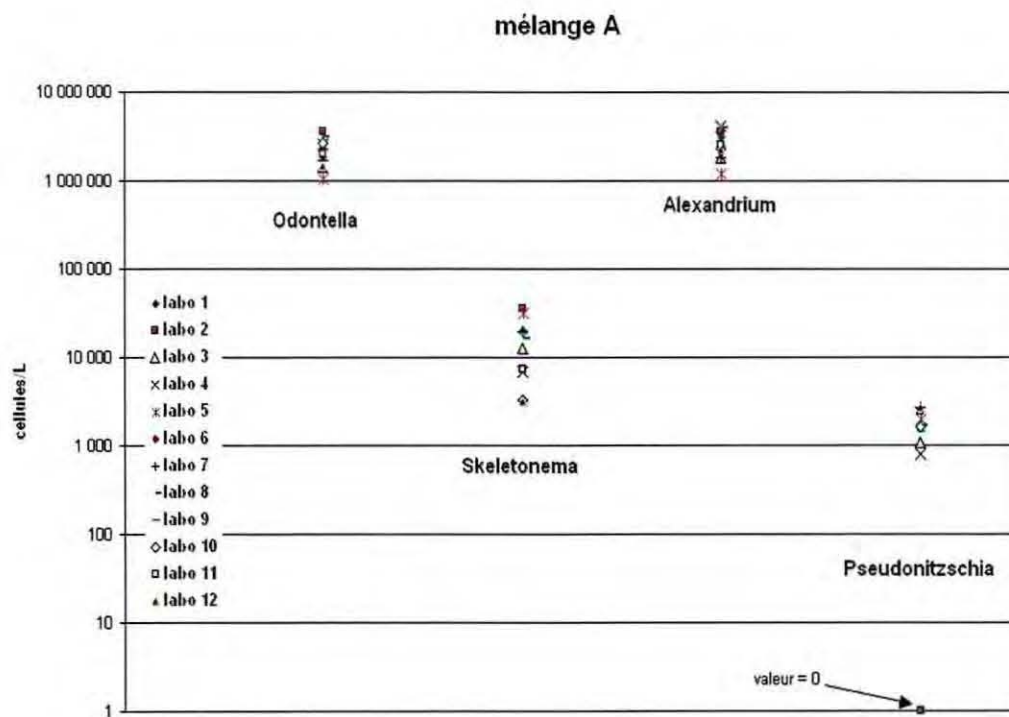 mélange A
10 000 000
1 000 000
Odontella
Alexandrium
100 000
labo 1
labo 2
labo 3
labo 4
labo 5
labo 6
labo 7
labo 8
labo 9
labo 10
labo 11
labo 12
10 000
cellules/L
1 000
Skeletonema
100
Pseudonitzschia
10
valeur = 0
1